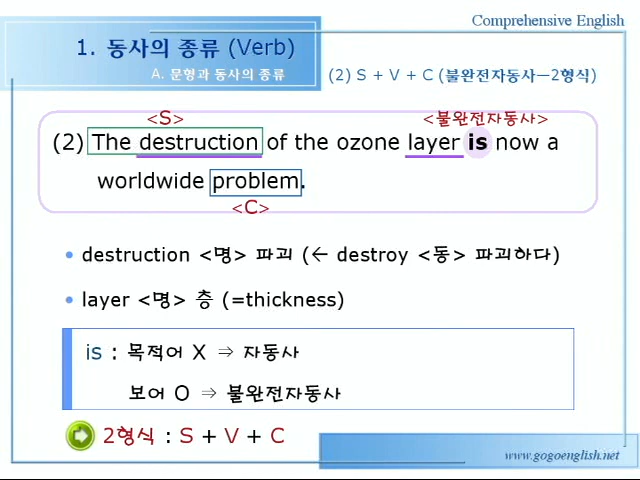 Comprehensive English
1. 동사의 종류 (Verb)
A. 문형과 동사의 종류
(2) S + V + C (불완전자동사—2형식)
<S> <불완전자동사>
(2) The destruction of the ozone layer is now a
worldwide problem.
<C>
• destruction <명> 파괴 (← destroy <동> 파괴하다)
• layer <명> 층 (=thickness)
is : 목적어 X ⇒ 자동사
보어 O ⇒ 불완전자동사
2형식 : S + V + C
www.gogoenglish.net